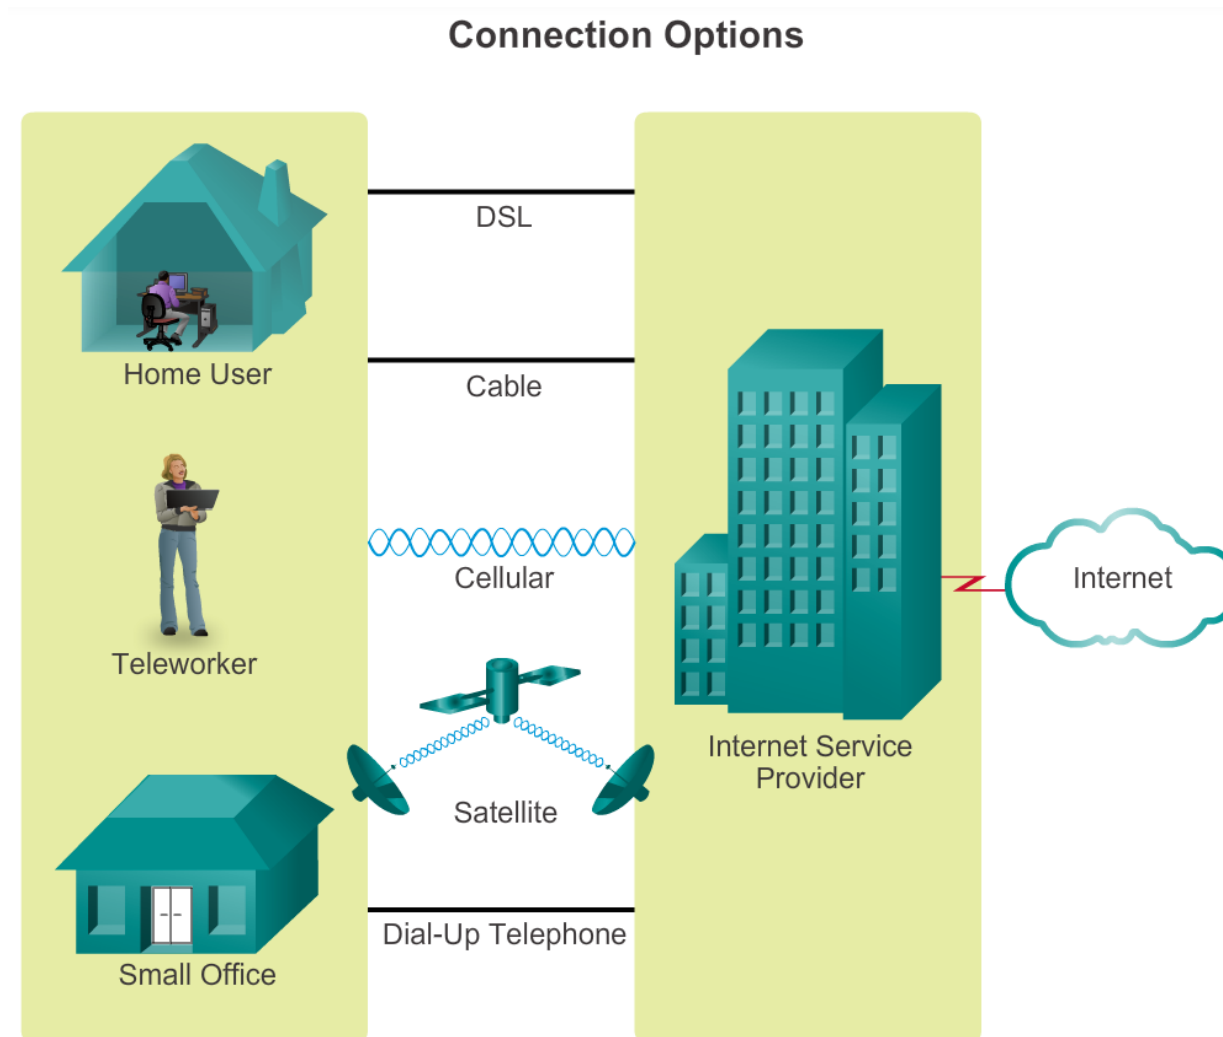 Connection Options
Home User
Teleworker
Small Office
DSL
Cable
Cellular
Satellite
Dial-Up Telephone
Internet Service
Provider
Internet